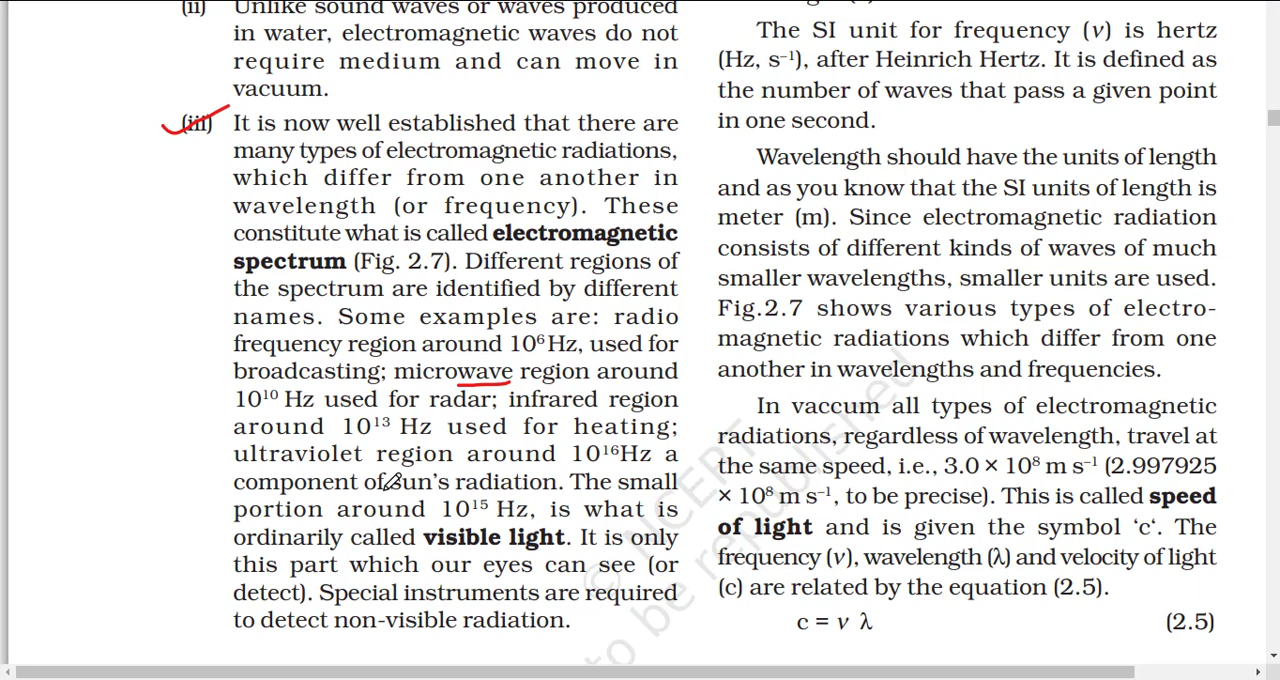 (ii) Unlike sound waves or waves produced
in water, electromagnetic waves do not
require medium and can move in
vacuum.
(iii) It is now well established that there are
many types of electromagnetic radiations,
which differ from one another in
wavelength (or frequency). These
constitute what is called electromagnetic
spectrum (Fig. 2.7). Different regions of
the spectrum are identified by different
names. Some examples are: radio
frequency region around 10⁶ Hz, used for
broadcasting; microwave region around
10¹⁰ Hz used for radar; infrared region
around 10¹³ Hz used for heating;
ultraviolet region around 10¹⁶Hz a
component of sun’s radiation. The small
portion around 10¹⁵ Hz, is what is
ordinarily called visible light. It is only
this part which our eyes can see (or
detect). Special instruments are required
to detect non-visible radiation.
The SI unit for frequency (ν) is hertz
(Hz, s⁻¹), after Heinrich Hertz. It is defined as
the number of waves that pass a given point
in one second.
Wavelength should have the units of length
and as you know that the SI units of length is
meter (m). Since electromagnetic radiation
consists of different kinds of waves of much
smaller wavelengths, smaller units are used.
Fig.2.7 shows various types of electro-
magnetic radiations which differ from one
another in wavelengths and frequencies.
In vaccum all types of electromagnetic
radiations, regardless of wavelength, travel at
the same speed, i.e., 3.0 × 10⁸ m s⁻¹ (2.997925
× 10⁸ m s⁻¹, to be precise). This is called speed
of light and is given the symbol ‘c‘. The
frequency (ν), wavelength (λ) and velocity of light
(c) are related by the equation (2.5).
c = ν λ (2.5)
© NCERT
to be republished